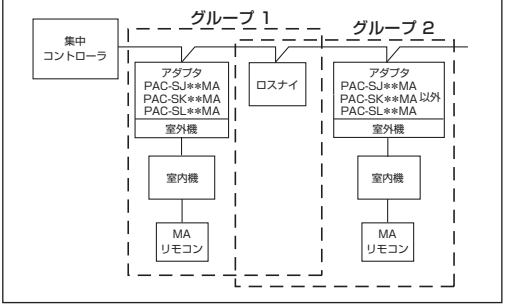 グループ 1
グループ 2
集中
コントローラ
アダプタ
PAC-SJ**MA
PAC-SK**MA
PAC-SL**MA
室外機
室内機
MA
リモコン
ロスナイ
アダプタ
PAC-SJ**MA
PAC-SK**MA 以外
PAC-SL**MA
室外機
室内機
MA
リモコン